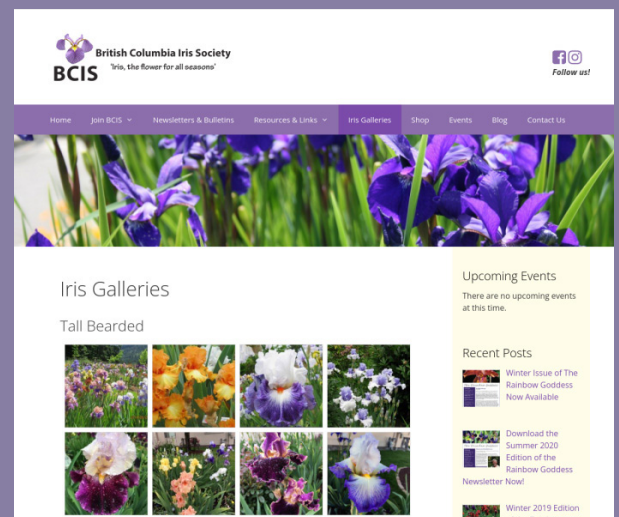 British Columbia Iris Society
'Iris, the flower for all seasons'
BCIS
Follow us!
Home Join BCIS Newsletters & Bulletins Resources & Links Iris Galleries Shop Events Blog Contact Us
Iris Galleries
Tall Bearded
Upcoming Events
There are no upcoming events
at this time.
Recent Posts
Winter Issue of The
Rainbow Goddess
Now Available
Download the
Summer 2020
Edition of the
Rainbow Goddess
Newsletter Now!
Winter 2019 Edition